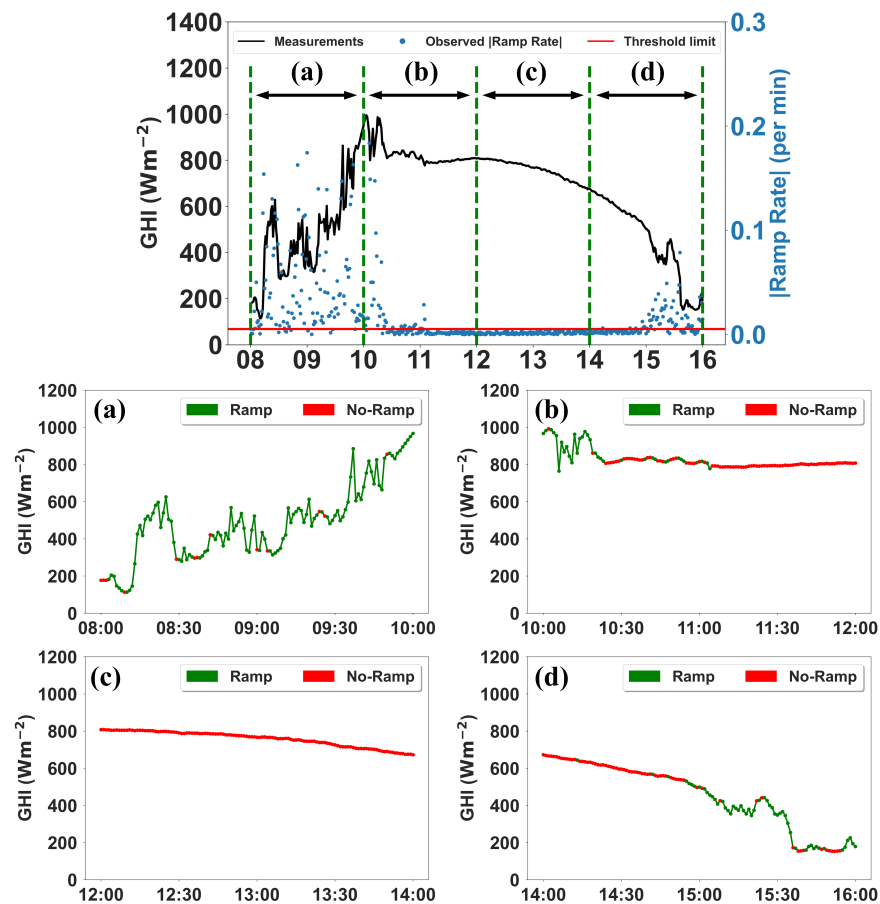 Measurements Observed |Ramp Rate| Threshold limit
(a) (b) (c) (d)
GHI (Wm⁻²)
1400
1200
1000
800
600
400
200
0
|Ramp Rate| (per min)
0.3
0.2
0.1
0.0
08 09 10 11 12 13 14 15 16
(a)
Ramp No-Ramp
GHI (Wm⁻²)
1200
1000
800
600
400
200
0
08:00 08:30 09:00 09:30 10:00
(b)
Ramp No-Ramp
GHI (Wm⁻²)
1200
1000
800
600
400
200
0
10:00 10:30 11:00 11:30 12:00
(c)
Ramp No-Ramp
GHI (Wm⁻²)
1200
1000
800
600
400
200
0
12:00 12:30 13:00 13:30 14:00
(d)
Ramp No-Ramp
GHI (Wm⁻²)
1200
1000
800
600
400
200
0
14:00 14:30 15:00 15:30 16:00